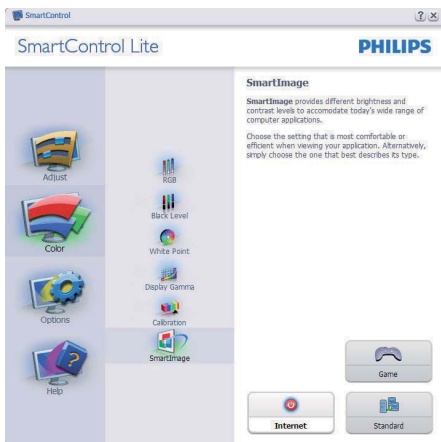 SmartControl
SmartControl Lite
PHILIPS
Adjust
Color
Options
Help
RGB
Black Level
White Point
Display Gamma
Calibration
SmartImage
SmartImage
SmartImage provides different brightness and
contrast levels to accomodate today's wide range of
computer applications.
Choose the setting that is most comfortable or
efficient when viewing your application. Alternatively,
simply choose the one that best describes its type.
Game
Internet
Standard